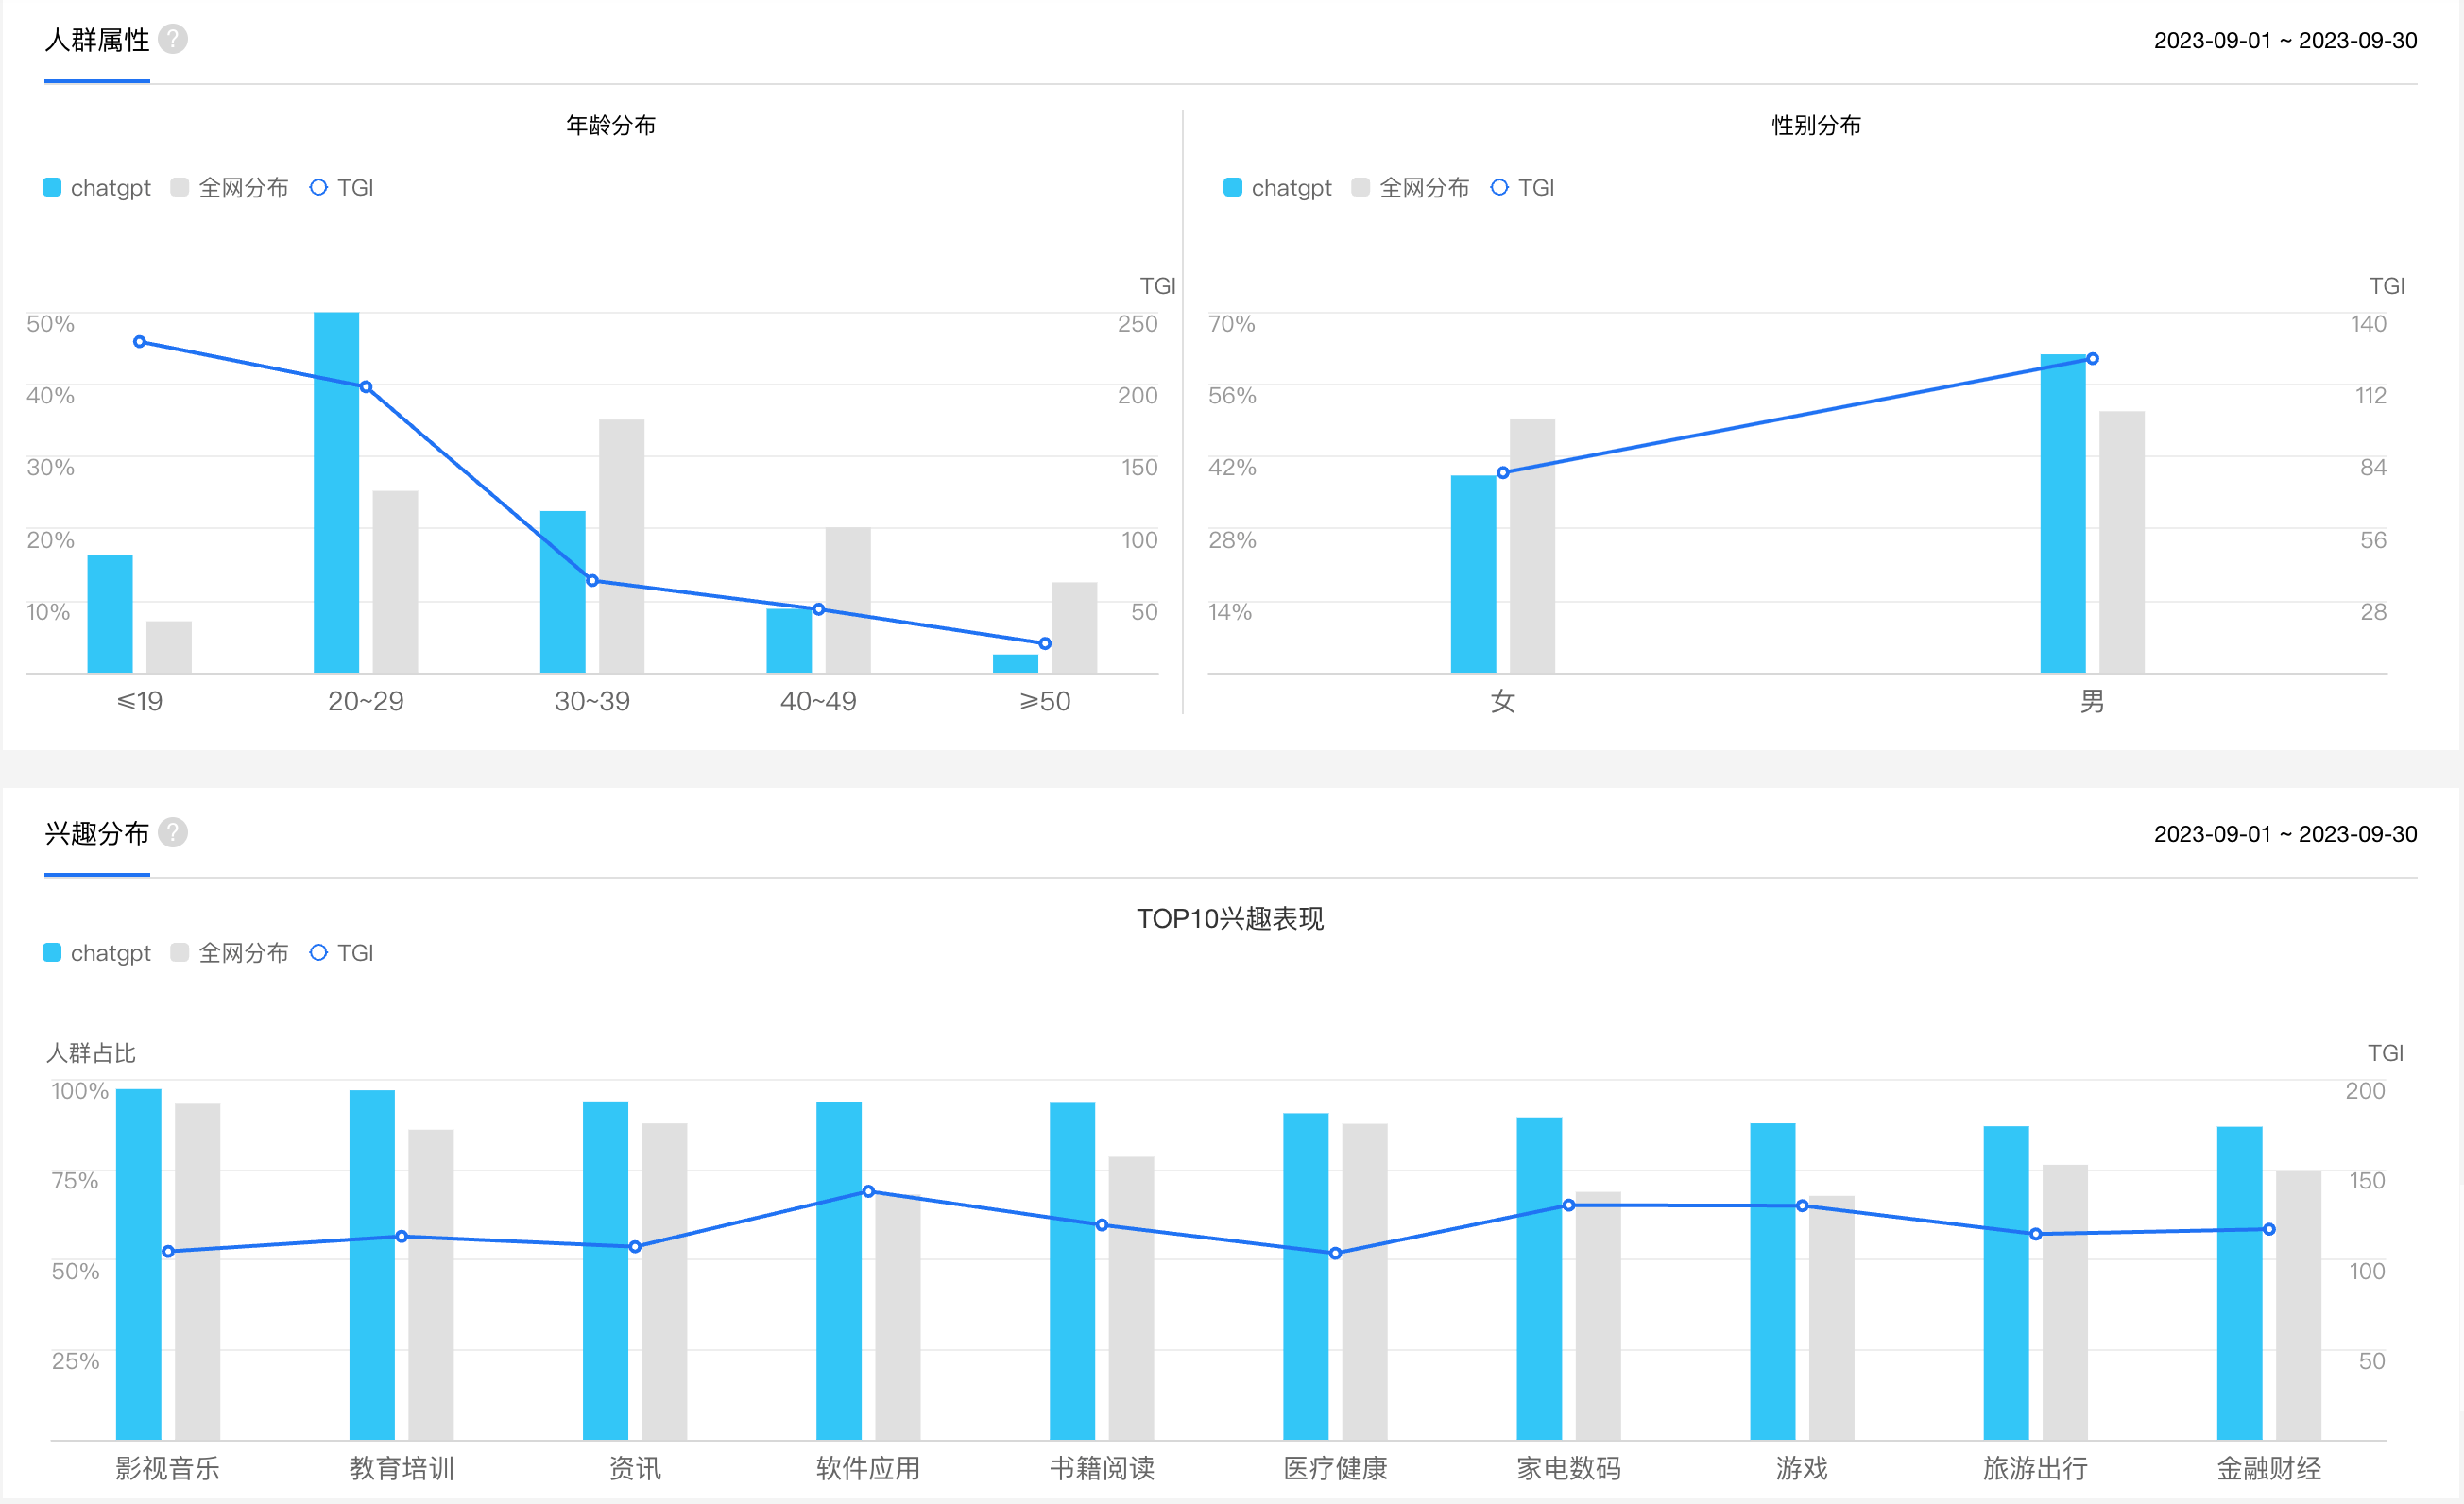 人群属性 ?
2023-09-01 ~ 2023-09-30
年龄分布
chatgpt 全网分布 TGI
TGI
50% 250
40% 200
30% 150
20% 100
10% 50
≤19 20~29 30~39 40~49 ≥50
性别分布
chatgpt 全网分布 TGI
TGI
70% 140
56% 112
42% 84
28% 56
14% 28
女 男
兴趣分布 ?
2023-09-01 ~ 2023-09-30
TOP10兴趣表现
chatgpt 全网分布 TGI
人群占比 TGI
100% 200
75% 150
50% 100
25% 50
影视音乐 教育培训 资讯 软件应用 书籍阅读 医疗健康 家电数码 游戏 旅游出行 金融财经